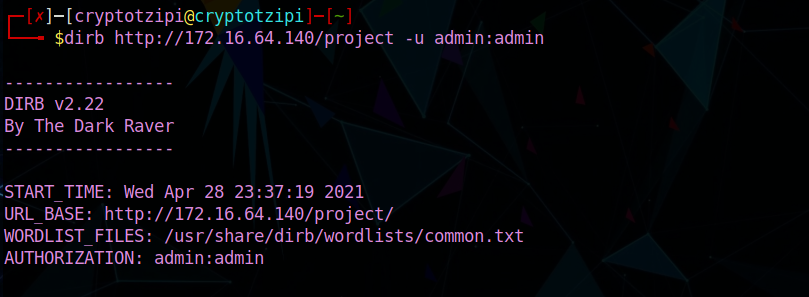 ┌─[✗]─[cryptotzipi@cryptotzipi]─[~]
└──╼ $dirb http://172.16.64.140/project -u admin:admin
-----------------
DIRB v2.22
By The Dark Raver
-----------------
START_TIME: Wed Apr 28 23:37:19 2021
URL_BASE: http://172.16.64.140/project/
WORDLIST_FILES: /usr/share/dirb/wordlists/common.txt
AUTHORIZATION: admin:admin